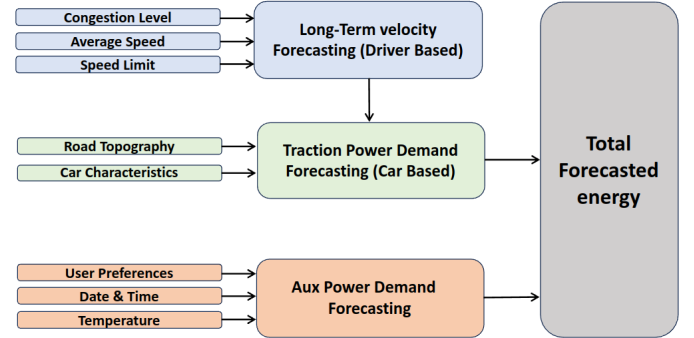 Congestion Level
Average Speed
Speed Limit
Long-Term velocity
Forecasting (Driver Based)
Road Topography
Car Characteristics
Traction Power Demand
Forecasting (Car Based)
User Preferences
Date & Time
Temperature
Aux Power Demand
Forecasting
Total
Forecasted
energy